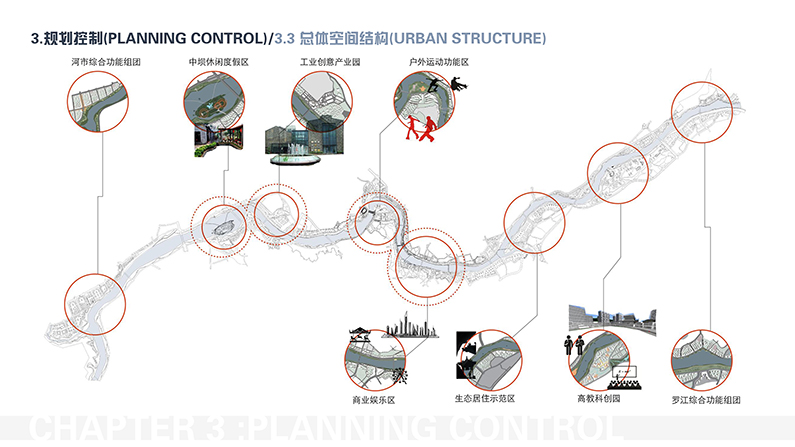 3.规划控制(PLANNING CONTROL)/3.3 总体空间结构(URBAN STRUCTURE)
河市综合功能组团
中坝休闲度假区
工业创意产业园
户外运动功能区
商业娱乐区
生态居住示范区
高教科创园
罗江综合功能组团
CHAPTER 3 :PLANNING CONTROL